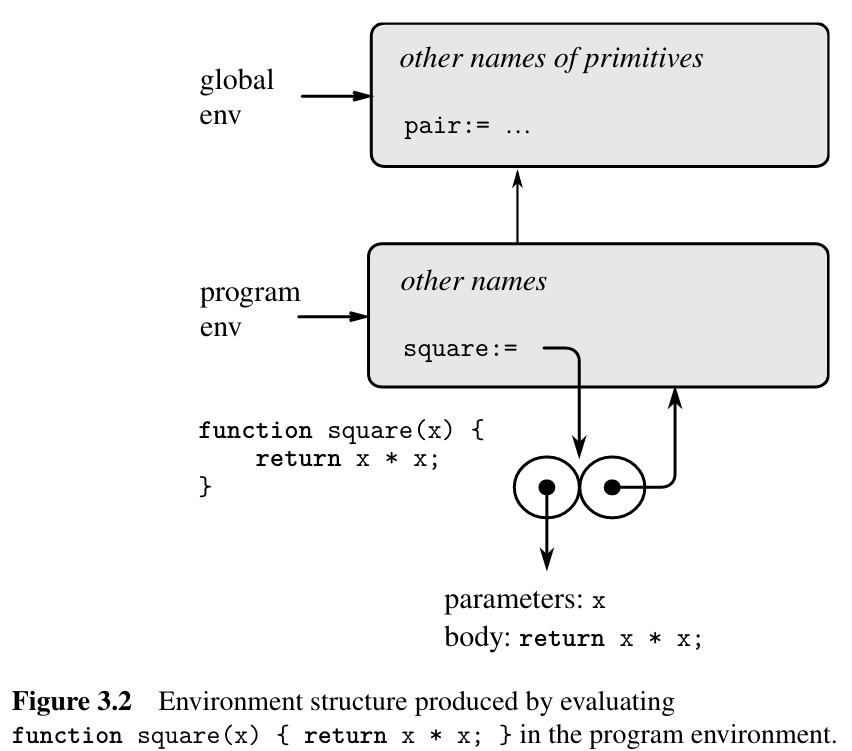 other names of primitives
global
env
pair:= ...
other names
program
env
square:=
function square(x) {
    return x * x;
}
parameters: x
body: return x * x;
Figure 3.2 Environment structure produced by evaluating
function square(x) { return x * x; } in the program environment.